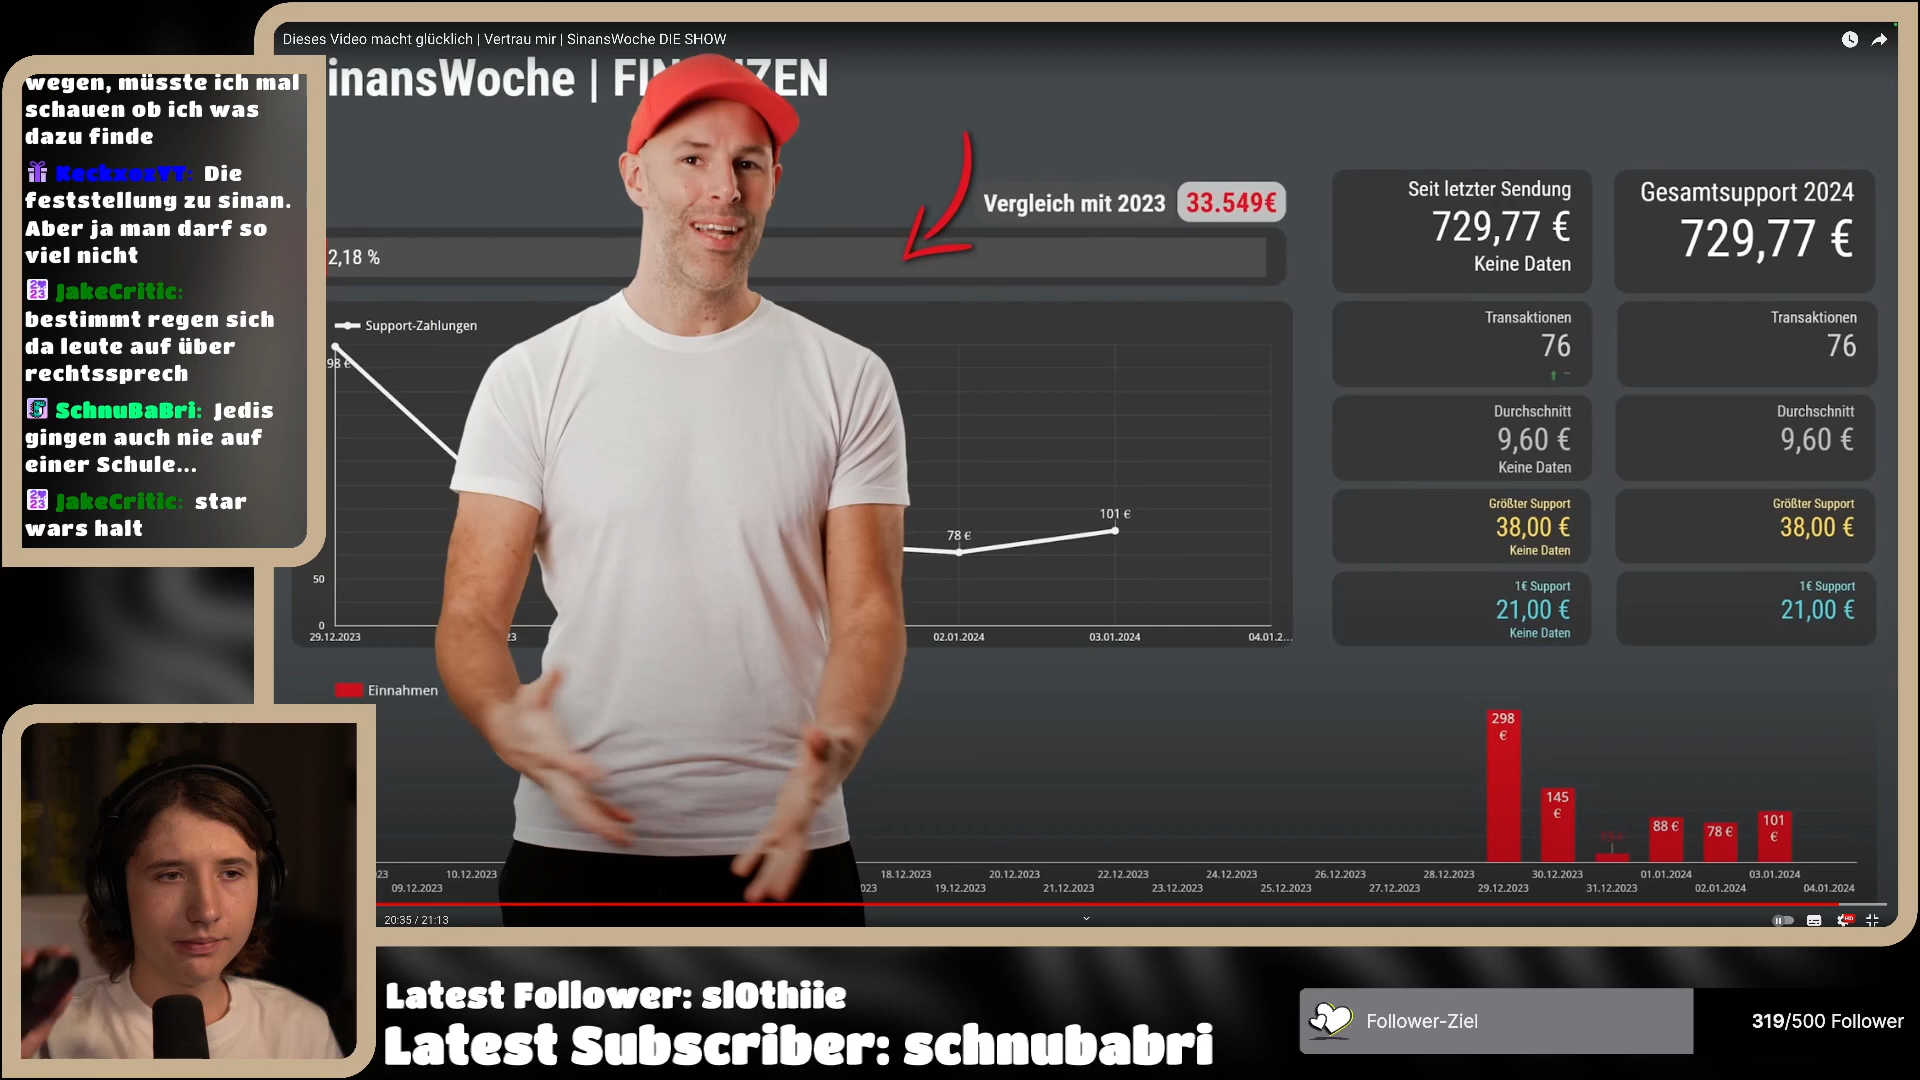 Dieses Video macht glücklich | Vertrau mir | SinansWoche DIE SHOW
inansWoche | FINANZEN
wegen, müsste ich mal
schauen ob ich was
dazu finde
KeckxozYT: Die
feststellung zu sinan.
Aber ja man darf so
viel nicht
JakeCritic:
bestimmt regen sich
da leute auf über
rechtssprech
SchnuBaBri: Jedis
gingen auch nie auf
einer Schule...
JakeCritic: star
wars halt
Vergleich mit 2023 33.549€
2,18 %
Support-Zahlungen
98 €
78 €
101 €
50
0
29.12.2023
02.01.2024
03.01.2024
04.01.2...
Seit letzter Sendung
729,77 €
Keine Daten
Gesamtsupport 2024
729,77 €
Transaktionen
76
Transaktionen
76
Durchschnitt
9,60 €
Keine Daten
Durchschnitt
9,60 €
Größter Support
38,00 €
Keine Daten
Größter Support
38,00 €
1€ Support
21,00 €
Keine Daten
1€ Support
21,00 €
Einnahmen
298 €
145 €
88 €
78 €
101 €
09.12.2023
10.12.2023
18.12.2023
19.12.2023
20.12.2023
21.12.2023
22.12.2023
23.12.2023
24.12.2023
25.12.2023
26.12.2023
27.12.2023
28.12.2023
29.12.2023
30.12.2023
31.12.2023
01.01.2024
02.01.2024
03.01.2024
04.01.2024
20:35 / 21:13
HD
Latest Follower: sl0thiie
Latest Subscriber: schnubabri
Follower-Ziel
319/500 Follower